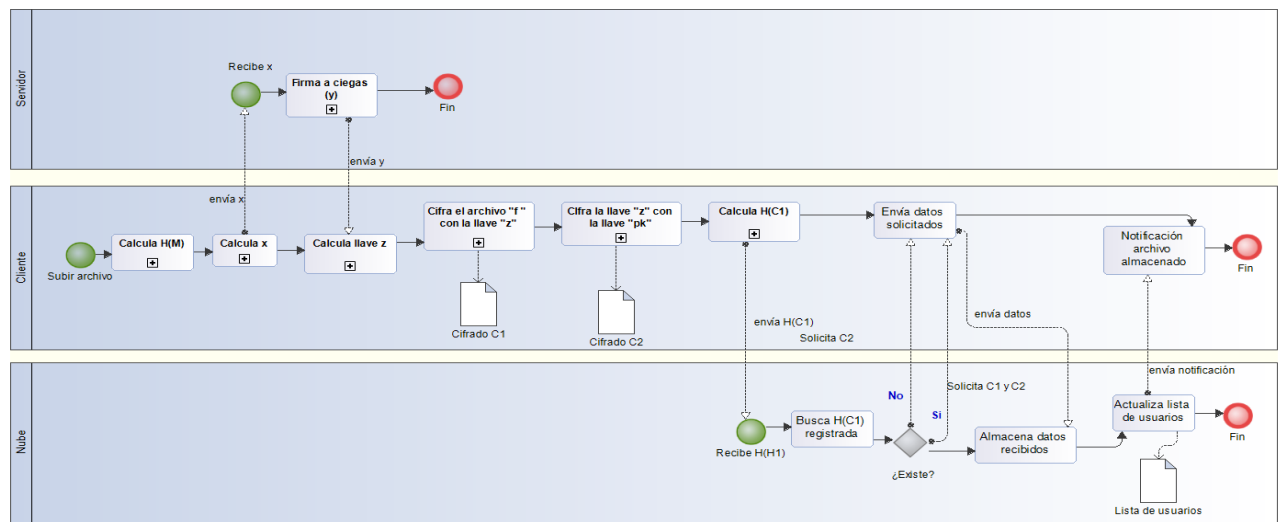 Servidor
Recibe x
Firma a ciegas
(y)
Fin
envía y
envía x
Cliente
Subir archivo
Calcula H(M)
Calcula x
Calcula llave z
Cifra el archivo "f "
con la llave "z"
CIfra la llave "z" con
la llave "pk"
Calcula H(C1)
Envía datos
solicitados
Notificación
archivo
almacenado
Fin
Cifrado C1
Cifrado C2
envía H(C1)
Solicita C2
envía datos
Nube
envía notificación
Solicita C1 y C2
No
Si
Recibe H(H1)
Busca H(C1)
registrada
¿Existe?
Almacena datos
recibidos
Actualiza lista
de usuarios
Fin
Lista de usuarios